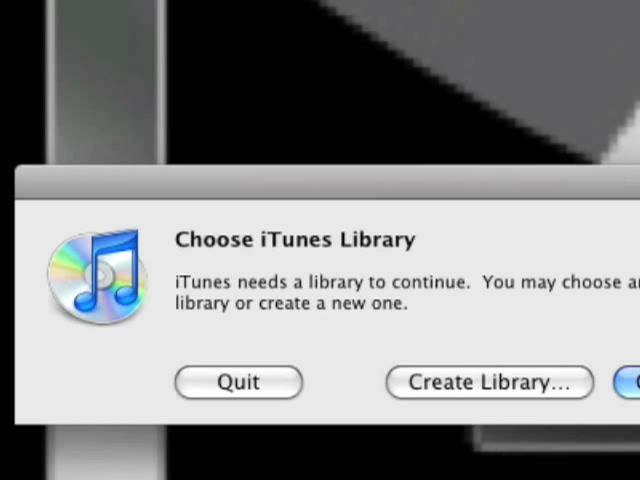 Choose iTunes Library
iTunes needs a library to continue. You may choose
library or create a new one.
Quit
Create Library...